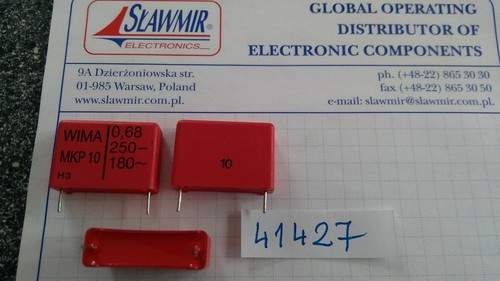 SŁAWMIR
ELECTRONICS
GLOBAL OPERATING
DISTRIBUTOR OF
ELECTRONIC COMPONENTS
9A Dzierżoniowska str.
01-985 Warsaw, Poland
www.slawmir.com.pl
ph. (+48-22) 865 30 30
fax (+48-22) 865 30 50
e-mail: slawmir@slawmir.com.pl
WIMA
MKP 10
H3
0,68
250–
180~
10
41427